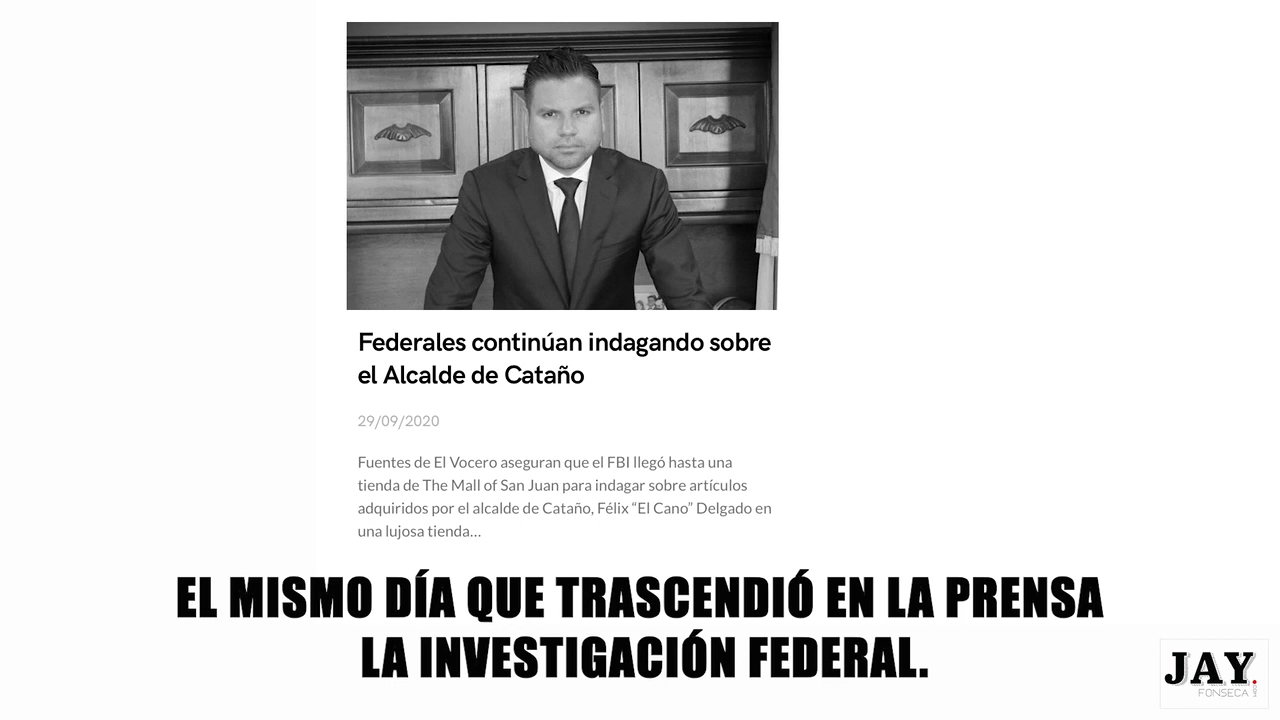 Federales continúan indagando sobre
el Alcalde de Cataño
29/09/2020
Fuentes de El Vocero aseguran que el FBI llegó hasta una
tienda de The Mall of San Juan para indagar sobre artículos
adquiridos por el alcalde de Cataño, Félix “El Cano” Delgado en
una lujosa tienda...
EL MISMO DÍA QUE TRASCENDIÓ EN LA PRENSA
LA INVESTIGACIÓN FEDERAL.
JAY.
FONSECA